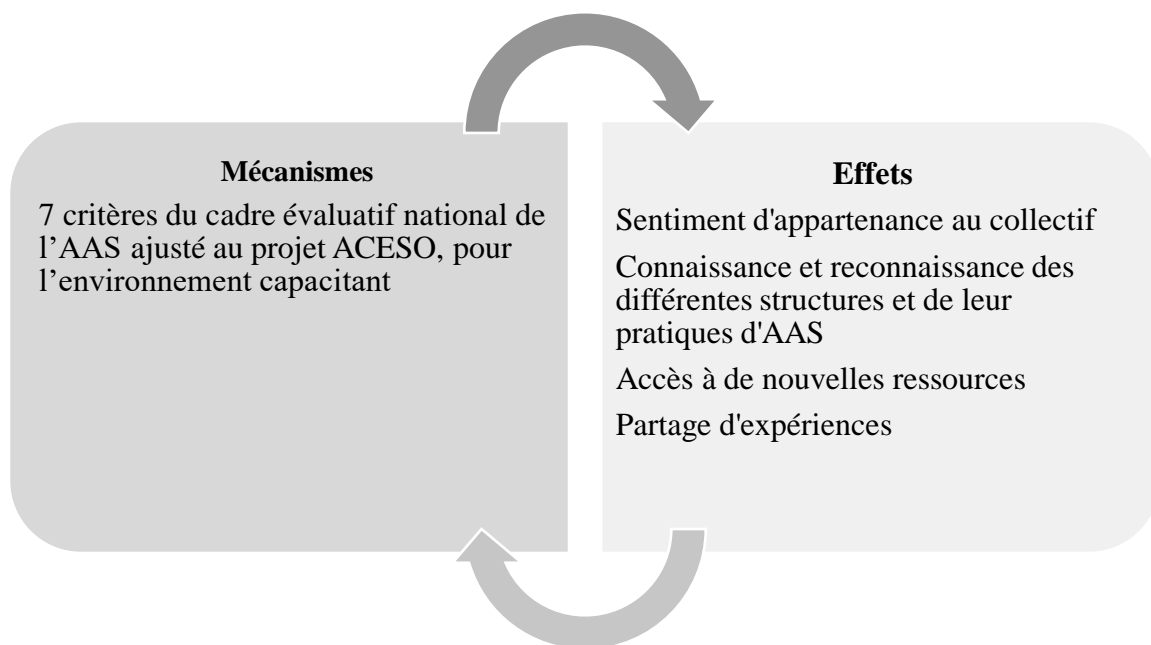 Mécanismes
7 critères du cadre évaluatif national de
l’AAS ajusté au projet ACESO, pour
l’environnement capacitant
Effets
Sentiment d'appartenance au collectif
Connaissance et reconnaissance des
différentes structures et de leur
pratiques d'AAS
Accès à de nouvelles ressources
Partage d'expériences